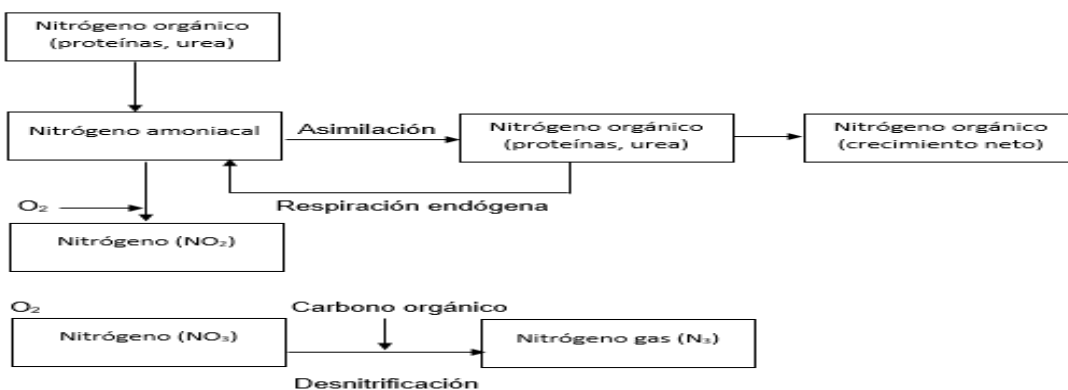 Nitrógeno orgánico
(proteínas, urea)
Nitrógeno amoniacal
Asimilación
Nitrógeno orgánico
(proteínas, urea)
Nitrógeno orgánico
(crecimiento neto)
O₂
Respiración endógena
Nitrógeno (NO₂)
O₂
Carbono orgánico
Nitrógeno (NO₃)
Nitrógeno gas (N₃)
Desnitrificación